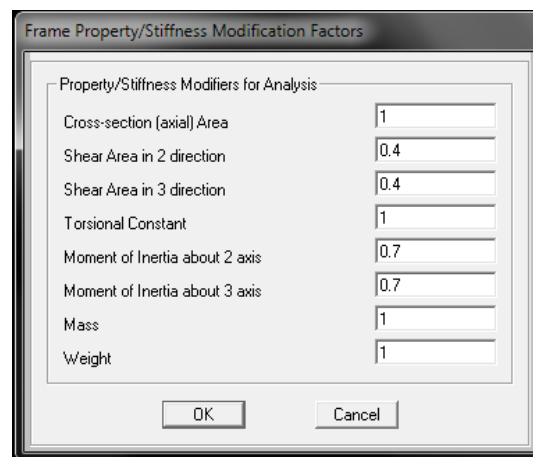 Frame Property/Stiffness Modification Factors
Property/Stiffness Modifiers for Analysis
Cross-section (axial) Area 1
Shear Area in 2 direction 0.4
Shear Area in 3 direction 0.4
Torsional Constant 1
Moment of Inertia about 2 axis 0.7
Moment of Inertia about 3 axis 0.7
Mass 1
Weight 1
OK Cancel